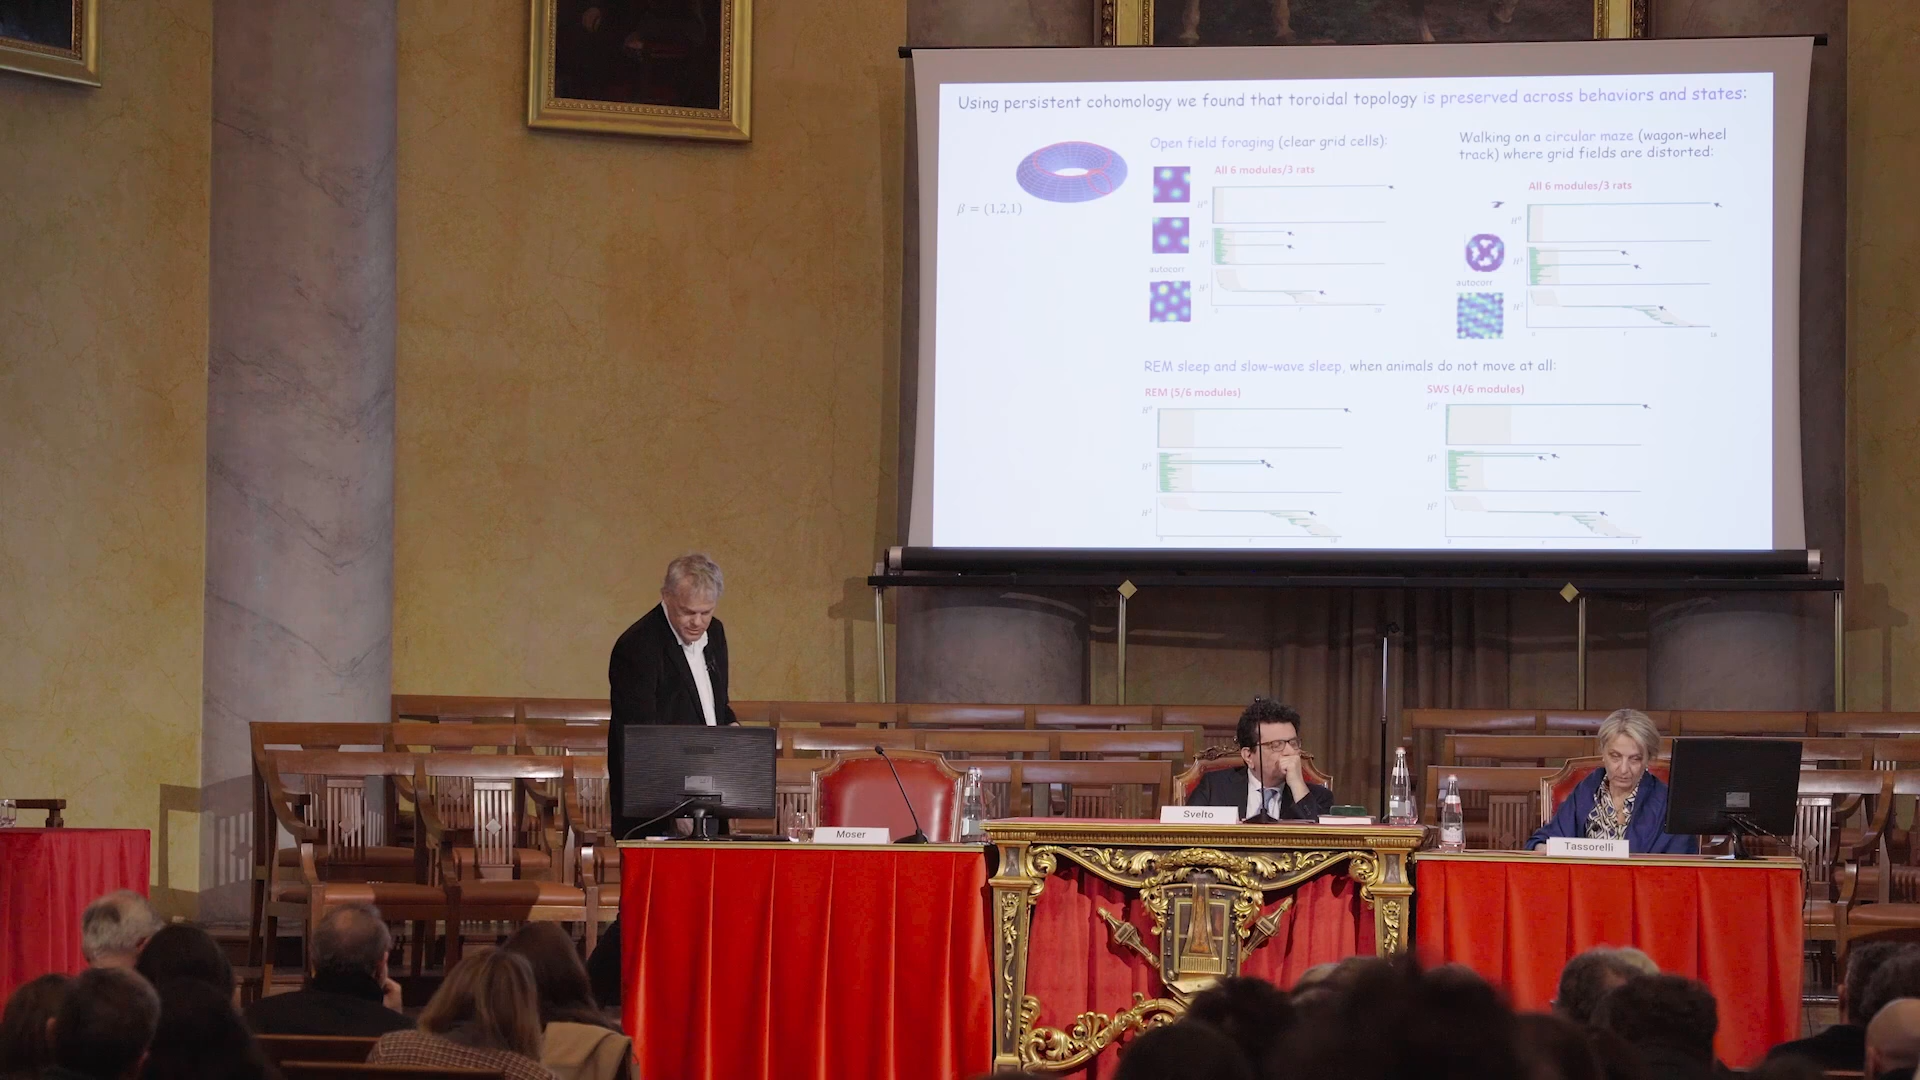 Using persistent cohomology we found that toroidal topology is preserved across behaviors and states:
β = (1,2,1)
Open field foraging (clear grid cells):
All 6 modules/3 rats
autocorr
Walking on a circular maze (wagon-wheel
track) where grid fields are distorted:
All 6 modules/3 rats
autocorr
REM sleep and slow-wave sleep, when animals do not move at all:
REM (5/6 modules)
SWS (4/6 modules)
Moser
Svelto
Tassorelli